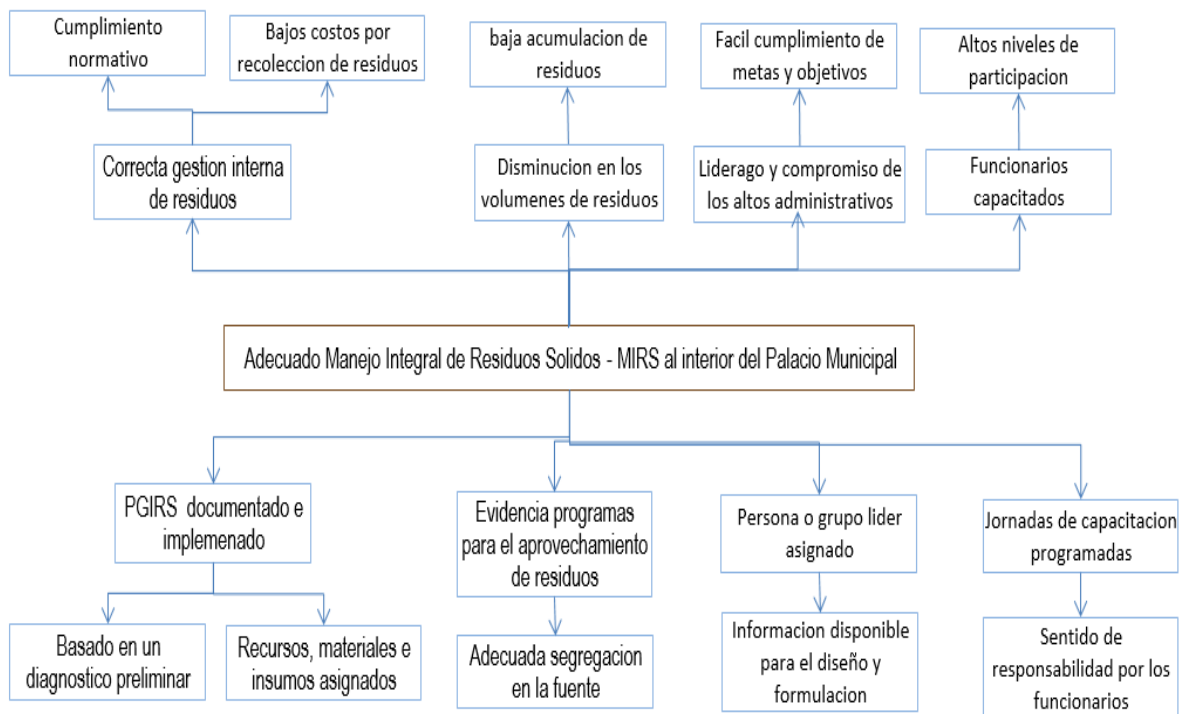 Cumplimiento
normativo
Bajos costos por
recoleccion de residuos
baja acumulacion de
residuos
Facil cumplimiento de
metas y objetivos
Altos niveles de
participacion
Correcta gestion interna
de residuos
Disminucion en los
volumenes de residuos
Liderago y compromiso de
los altos administrativos
Funcionarios
capacitados
Adecuado Manejo Integral de Residuos Solidos - MIRS al interior del Palacio Municipal
PGIRS documentado e
implemenado
Evidencia programas
para el aprovechamiento
de residuos
Persona o grupo lider
asignado
Jornadas de capacitacion
programadas
Basado en un
diagnostico preliminar
Recursos, materiales e
insumos asignados
Adecuada segregacion
en la fuente
Informacion disponible
para el diseño y
formulacion
Sentido de
responsabilidad por los
funcionarios